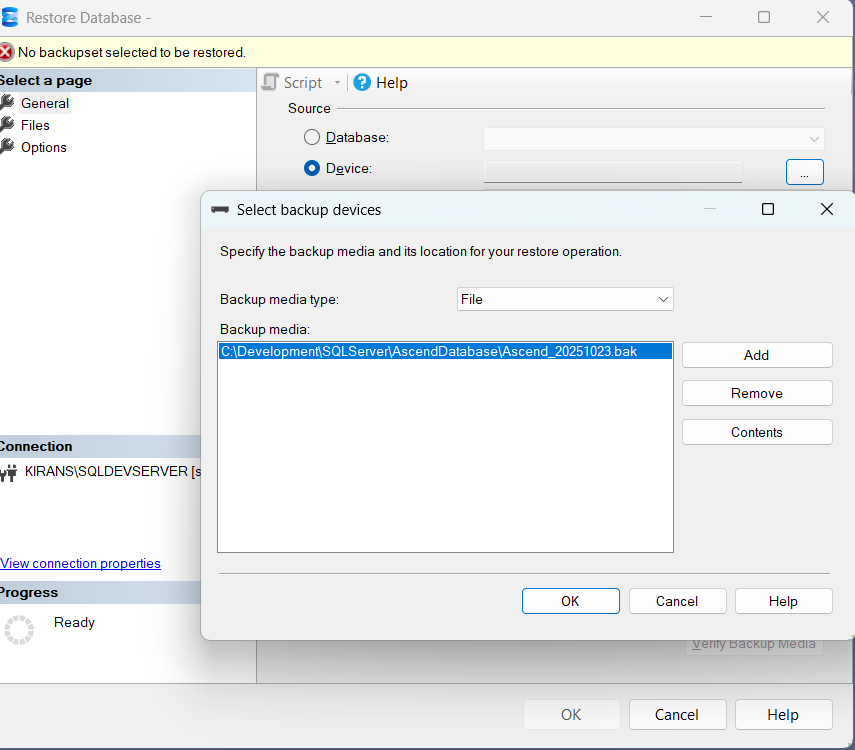 Restore Database -
No backupset selected to be restored.
Select a page
General
Files
Options
Script
Help
Source
Database:
Device:
...
Select backup devices
Specify the backup media and its location for your restore operation.
Backup media type:
File
Backup media:
C:\Development\SQLServer\AscendDatabase\Ascend_20251023.bak
Add
Remove
Contents
OK
Cancel
Help
Connection
KIRANS\SQLDEVSERVER [s
View connection properties
Progress
Ready
Verify Backup Media
OK
Cancel
Help